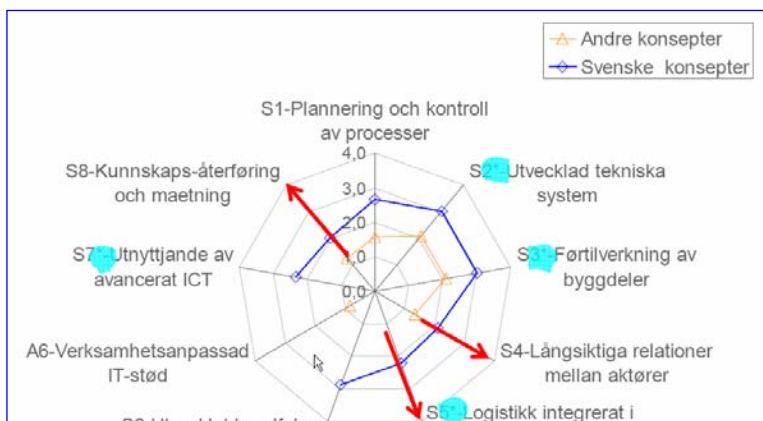 Andre konsepter
Svenske konsepter
S1-Plannering och kontroll
av processer
S8-Kunnskaps-återføring
och maetning
S2*-Utvecklad tekniska
system
S7*-Utnyttjande av
avancerat ICT
S3*-Førtilverkning av
byggdeler
4,0
3,0
2,0
1,0
0,0
A6-Verksamhetsanpassad
IT-stød
S4-Långsiktiga relationer
mellan aktører
S5*-Logistikk integrerat i